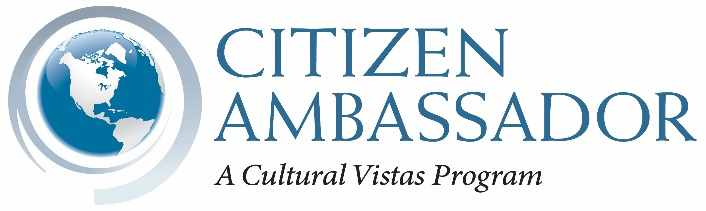 CITIZEN
AMBASSADOR
A Cultural Vistas Program